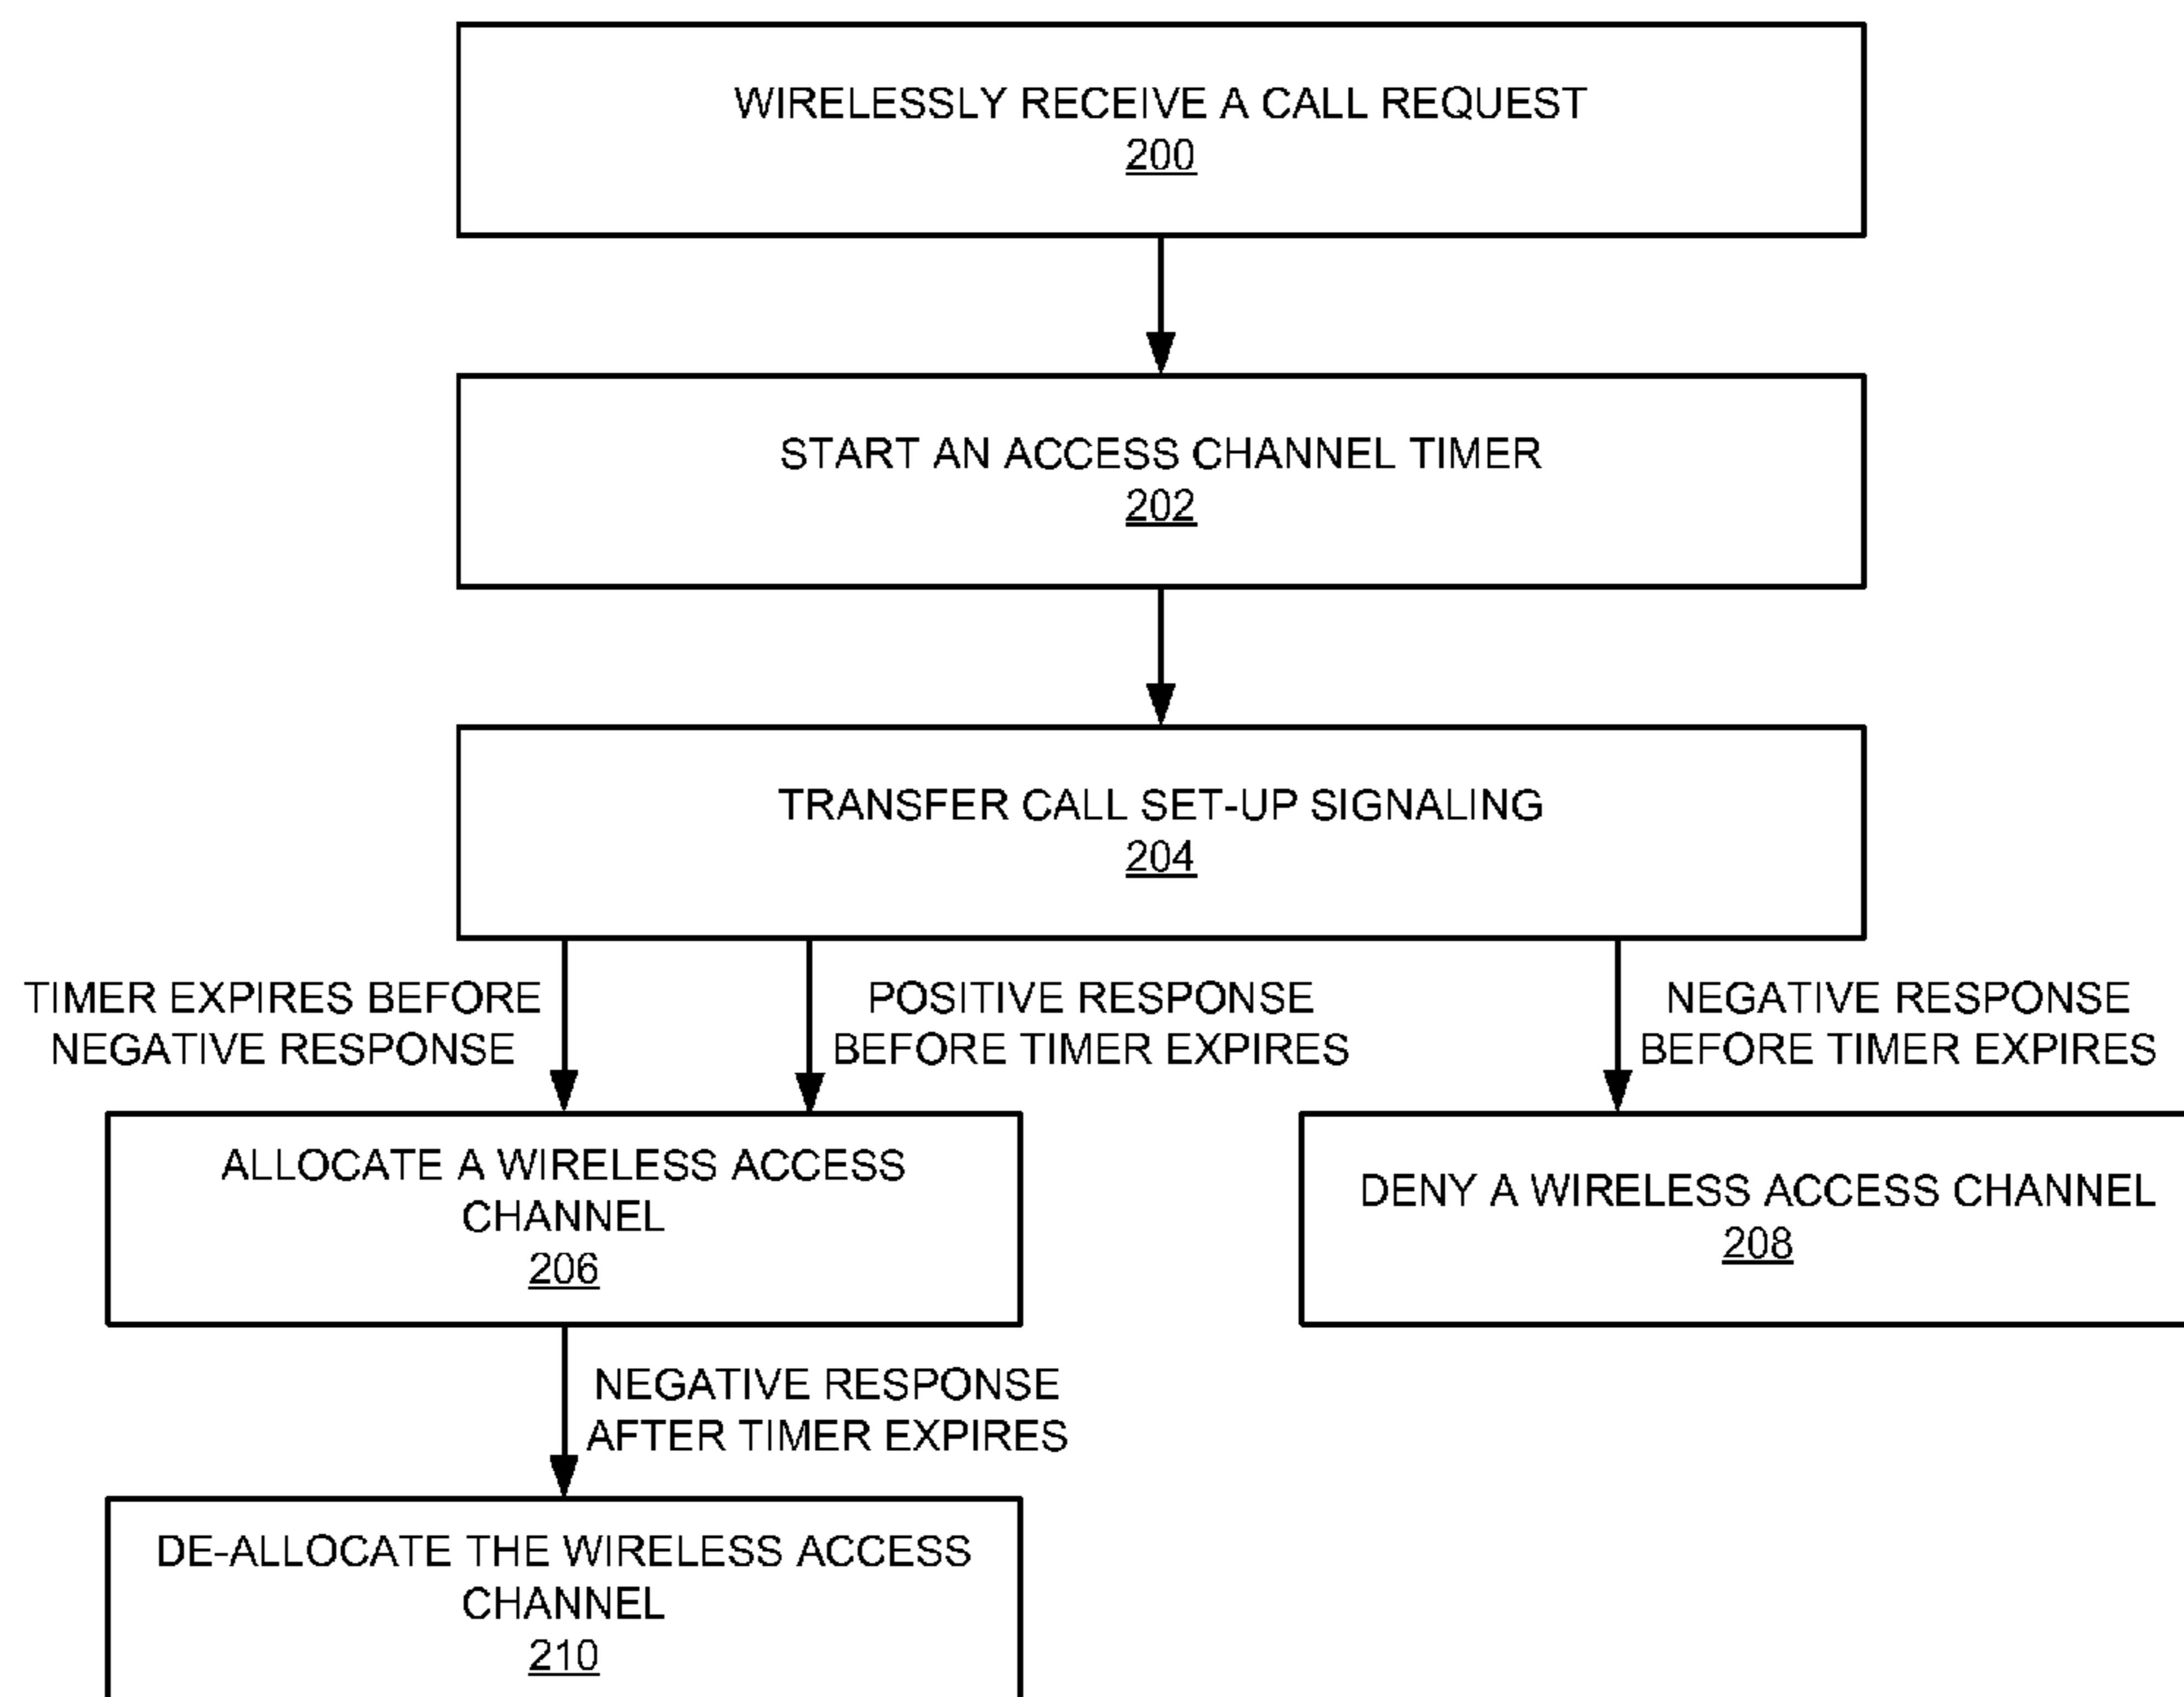 WIRELESSLY RECEIVE A CALL REQUEST
200
START AN ACCESS CHANNEL TIMER
202
TRANSFER CALL SET-UP SIGNALING
204
TIMER EXPIRES BEFORE
NEGATIVE RESPONSE
POSITIVE RESPONSE
BEFORE TIMER EXPIRES
NEGATIVE RESPONSE
BEFORE TIMER EXPIRES
ALLOCATE A WIRELESS ACCESS
CHANNEL
206
DENY A WIRELESS ACCESS CHANNEL
208
NEGATIVE RESPONSE
AFTER TIMER EXPIRES
DE-ALLOCATE THE WIRELESS ACCESS
CHANNEL
210